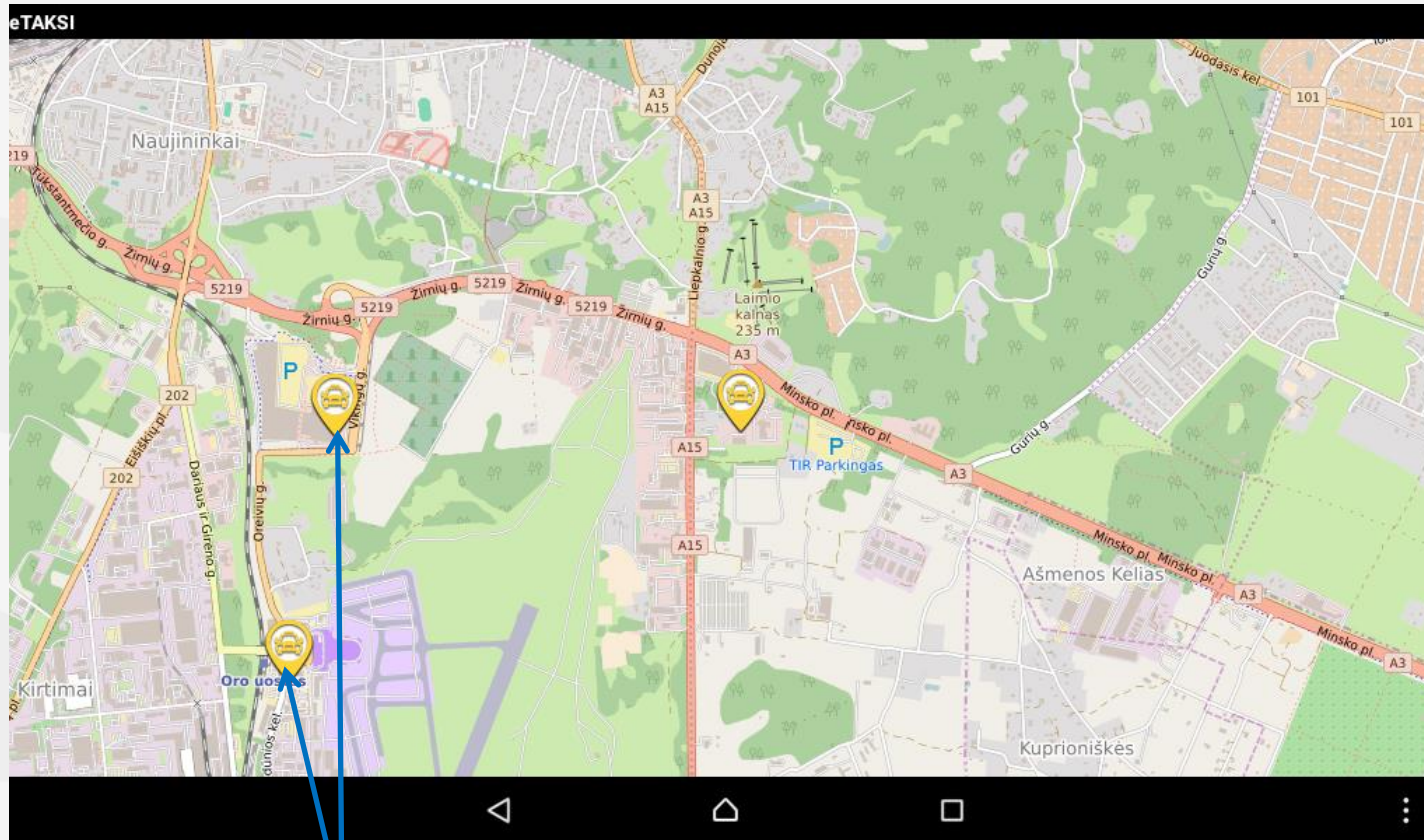 eTAKSI
Juodasis kel.
101
101
A3
A15
Naujininkai
Tūkstantmečio g.
A3
A15
Žirnių g.
5219
Liepkalnio g.
Gurių g.
5219
Žirnių g.
5219
Žirnių g.
5219
Žirnių g.
Žirnių g.
Laimio
kalnas
235 m
A3
P
Vikingų g.
202
Minsko pl.
Eišiškių pl.
Gurių g.
A15
P
TIR Parkingas
A3
202
Dariaus ir Girėno g.
Oreivių g.
A15
Minsko pl.
Minsko pl.
Ašmenos Kelias
A3
Minsko pl.
A3
Kirtimai
Kuprioniškės